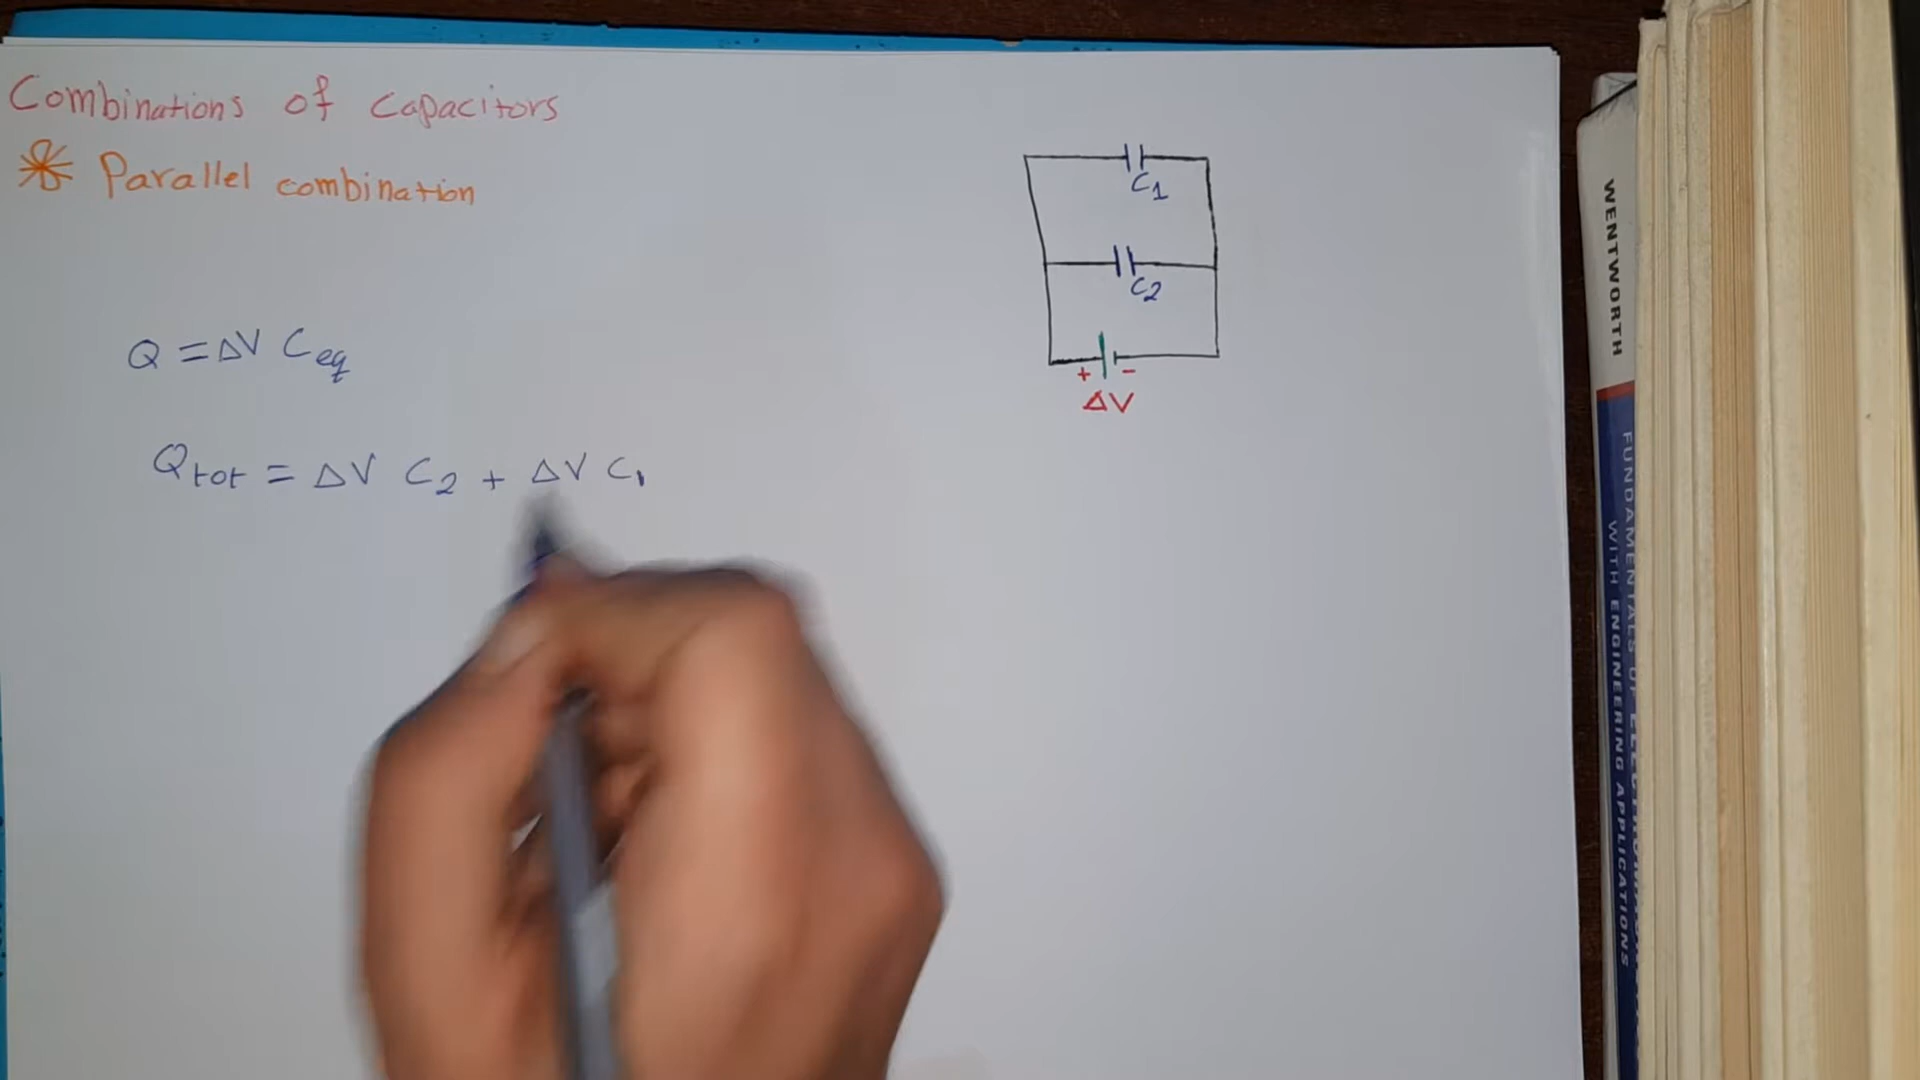 Combinations of capacitors
* Parallel combination
Q = ΔV Ceq
Qtot = ΔV C2 + ΔV C1
C1
C2
+ -
ΔV
WENTWORTH
FUNDAMENTALS OF
WITH ENGINEERING APPLICATIONS